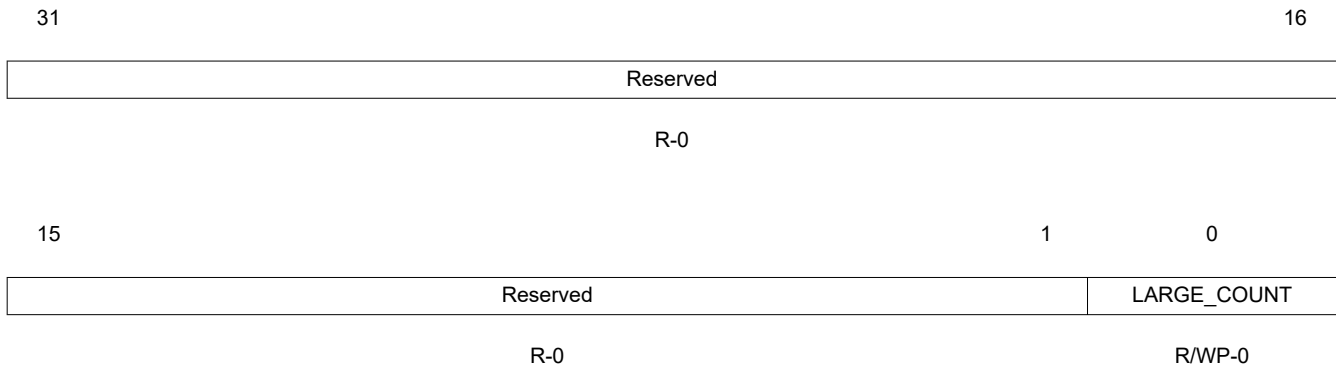 31 16
Reserved
R-0
15 1 0
Reserved LARGE_COUNT
R-0 R/WP-0